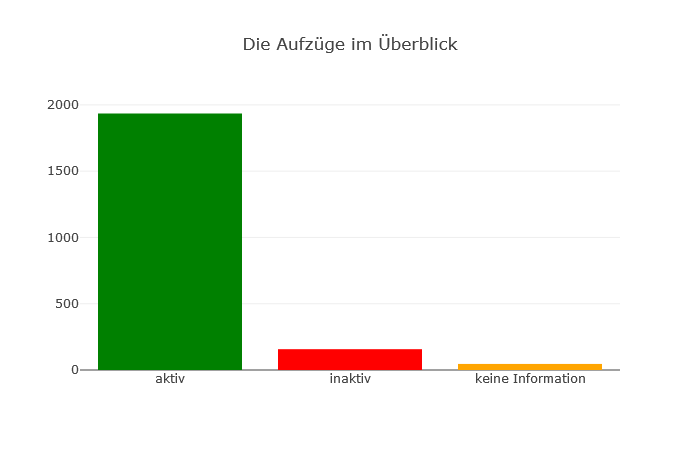 Die Aufzüge im Überblick
2000
1500
1000
500
0
aktiv inaktiv keine Information